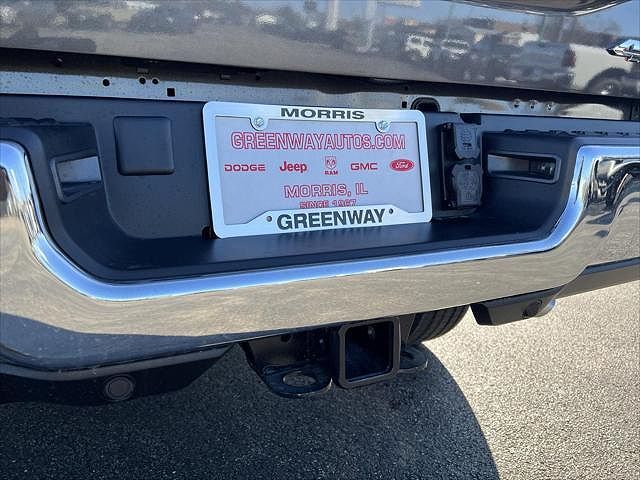 MORRIS
GREENWAYAUTOS.COM
DODGE Jeep RAM GMC Ford
MORRIS, IL
SINCE 1967
GREENWAY